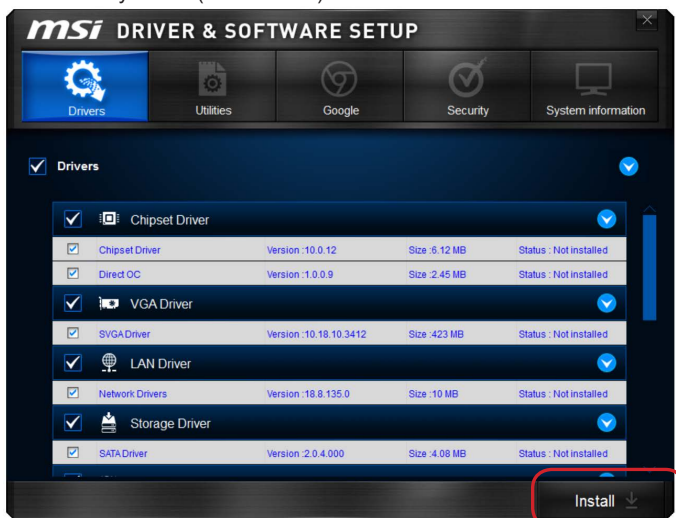 msi DRIVER & SOFTWARE SETUP
Drivers Utilities Google Security System information
Drivers
Chipset Driver
Chipset Driver Version :10.0.12 Size :6.12 MB Status : Not installed
Direct OC Version :1.0.0.9 Size :2.45 MB Status : Not installed
VGA Driver
SVGA Driver Version :10.18.10.3412 Size :423 MB Status : Not installed
LAN Driver
Network Drivers Version :18.8.135.0 Size :10 MB Status : Not installed
Storage Driver
SATA Driver Version :2.0.4.000 Size :4.08 MB Status : Not installed
Install